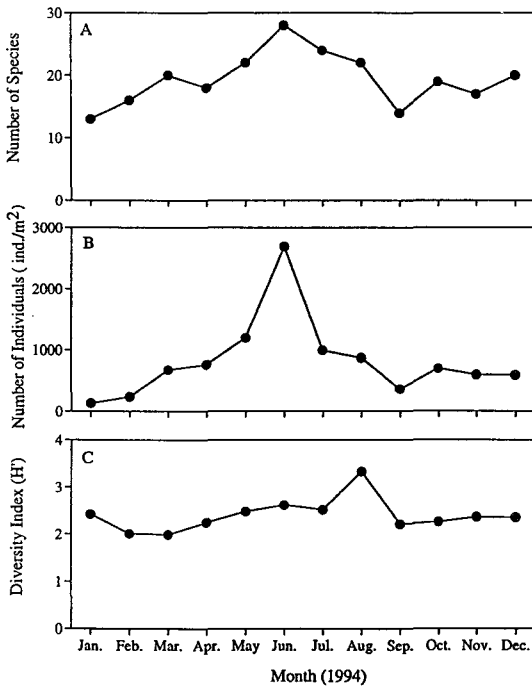 A
Number of Species
30
20
10
0
B
Number of Individuals ( ind./m²)
3000
2000
1000
0
C
Diversity Index (H')
4
3
2
1
0
Jan. Feb. Mar. Apr. May Jun. Jul. Aug. Sep. Oct. Nov. Dec.
Month (1994)